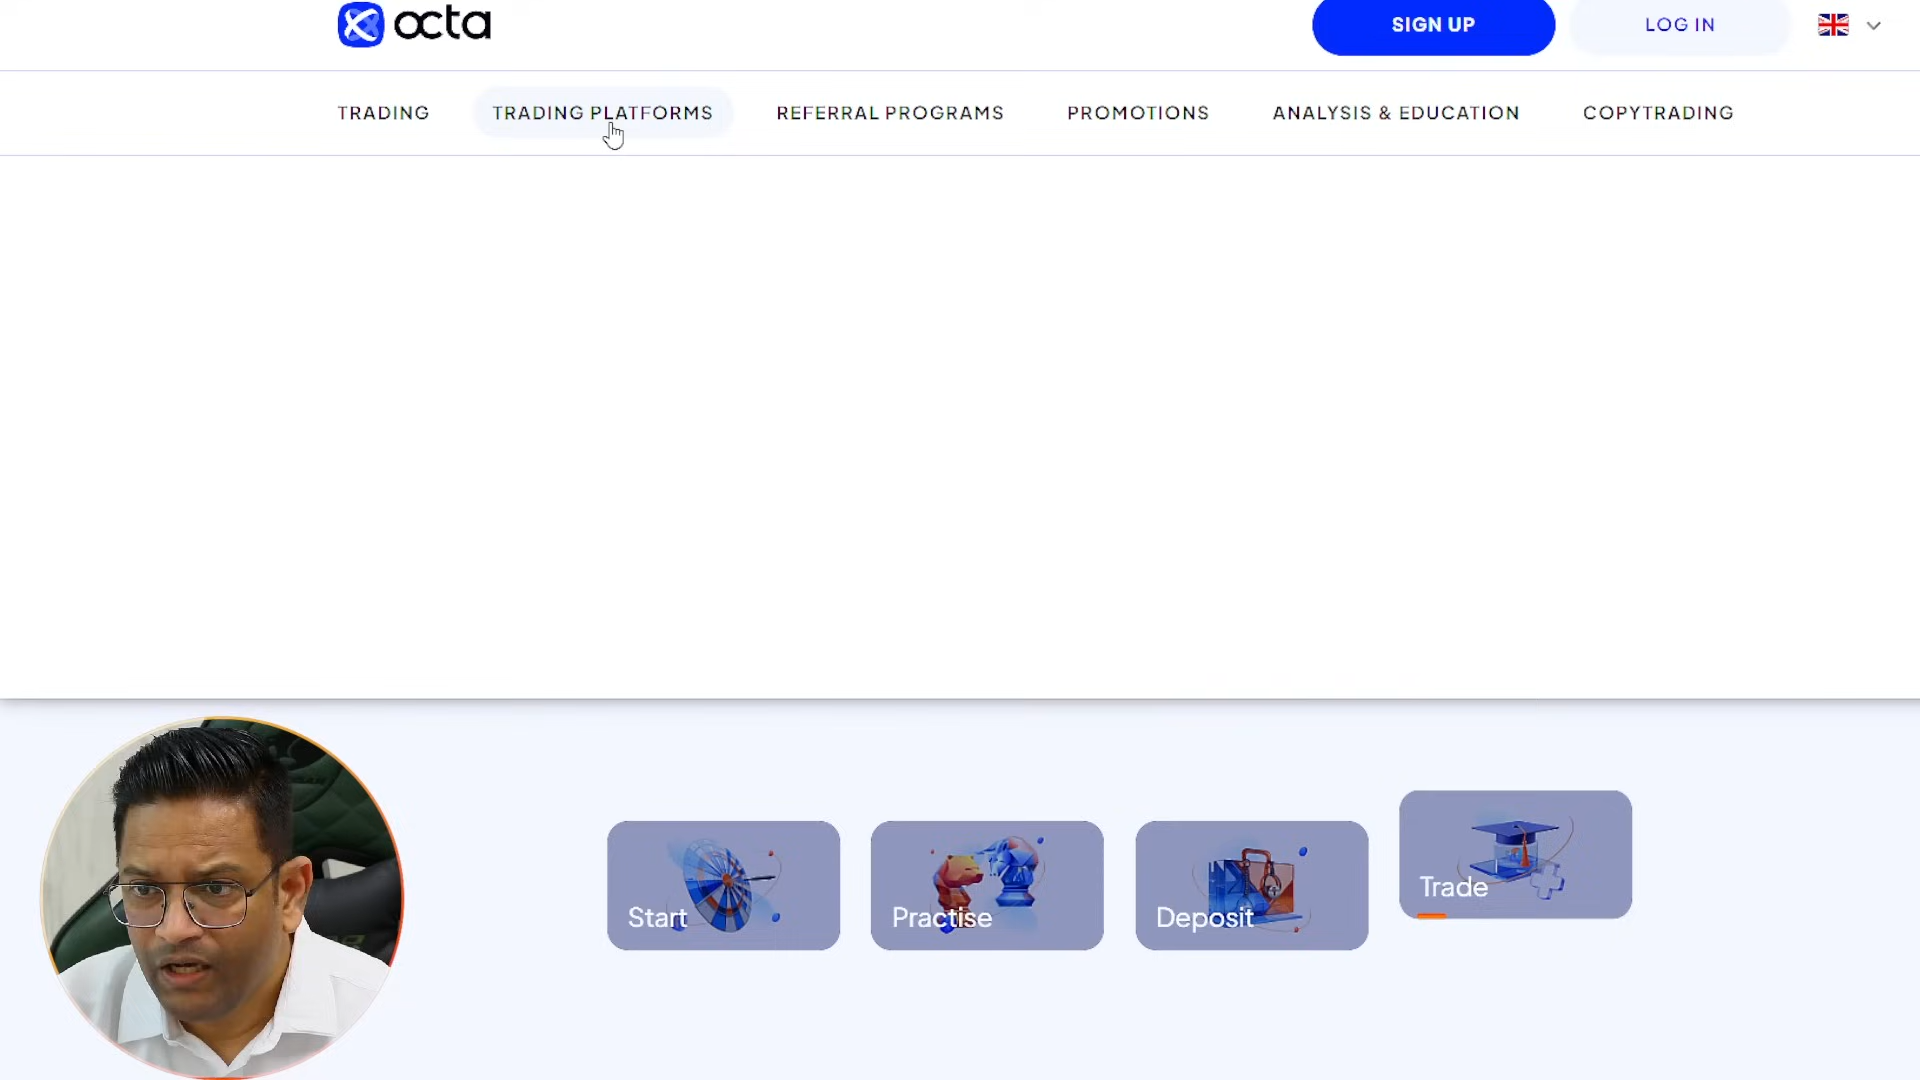 octa
SIGN UP
LOG IN
TRADING
TRADING PLATFORMS
REFERRAL PROGRAMS
PROMOTIONS
ANALYSIS & EDUCATION
COPYTRADING
Start
Practise
Deposit
Trade